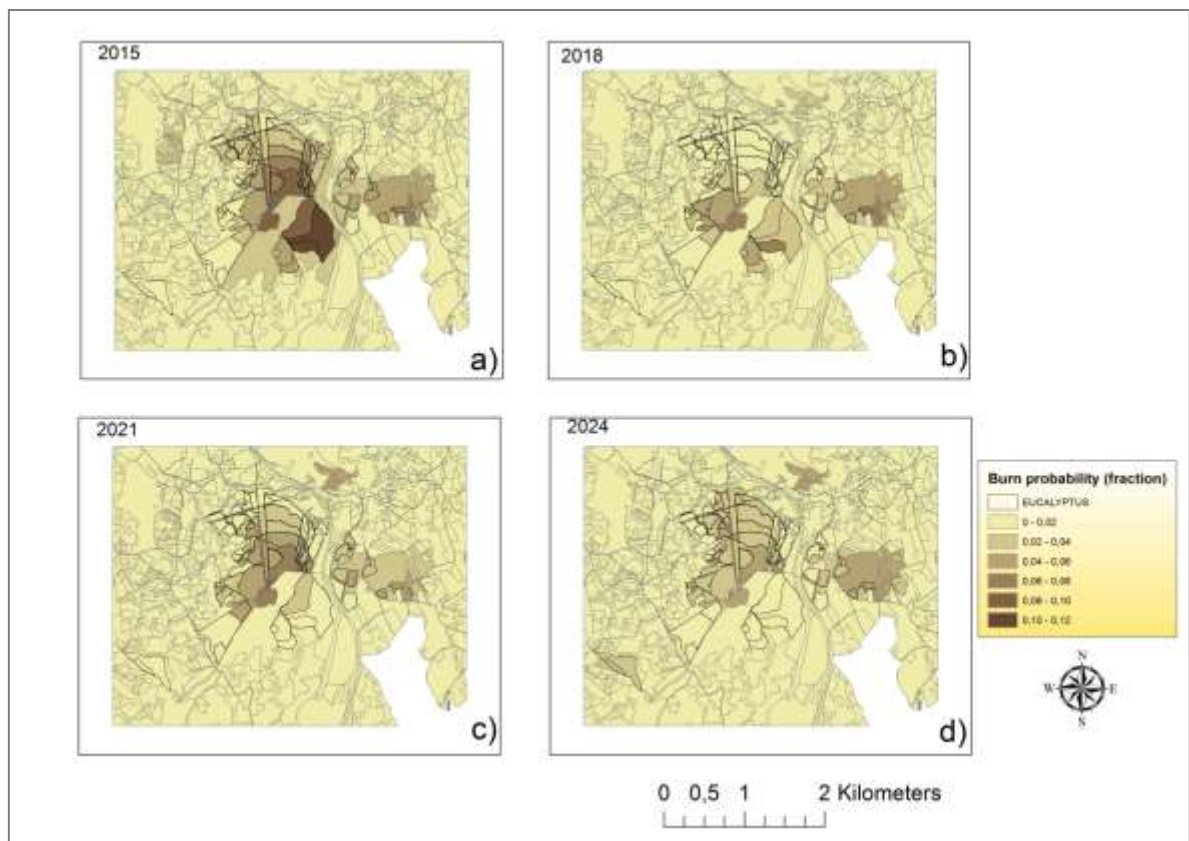 2015
2018
a)
b)
2021
2024
c)
d)
Burn probability (fraction)
EUCALYPTUS
0 - 0,02
0,02 - 0,04
0,04 - 0,06
0,06 - 0,08
0,08 - 0,10
0,10 - 0,12
N
W E
S
0 0,5 1 2 Kilometers